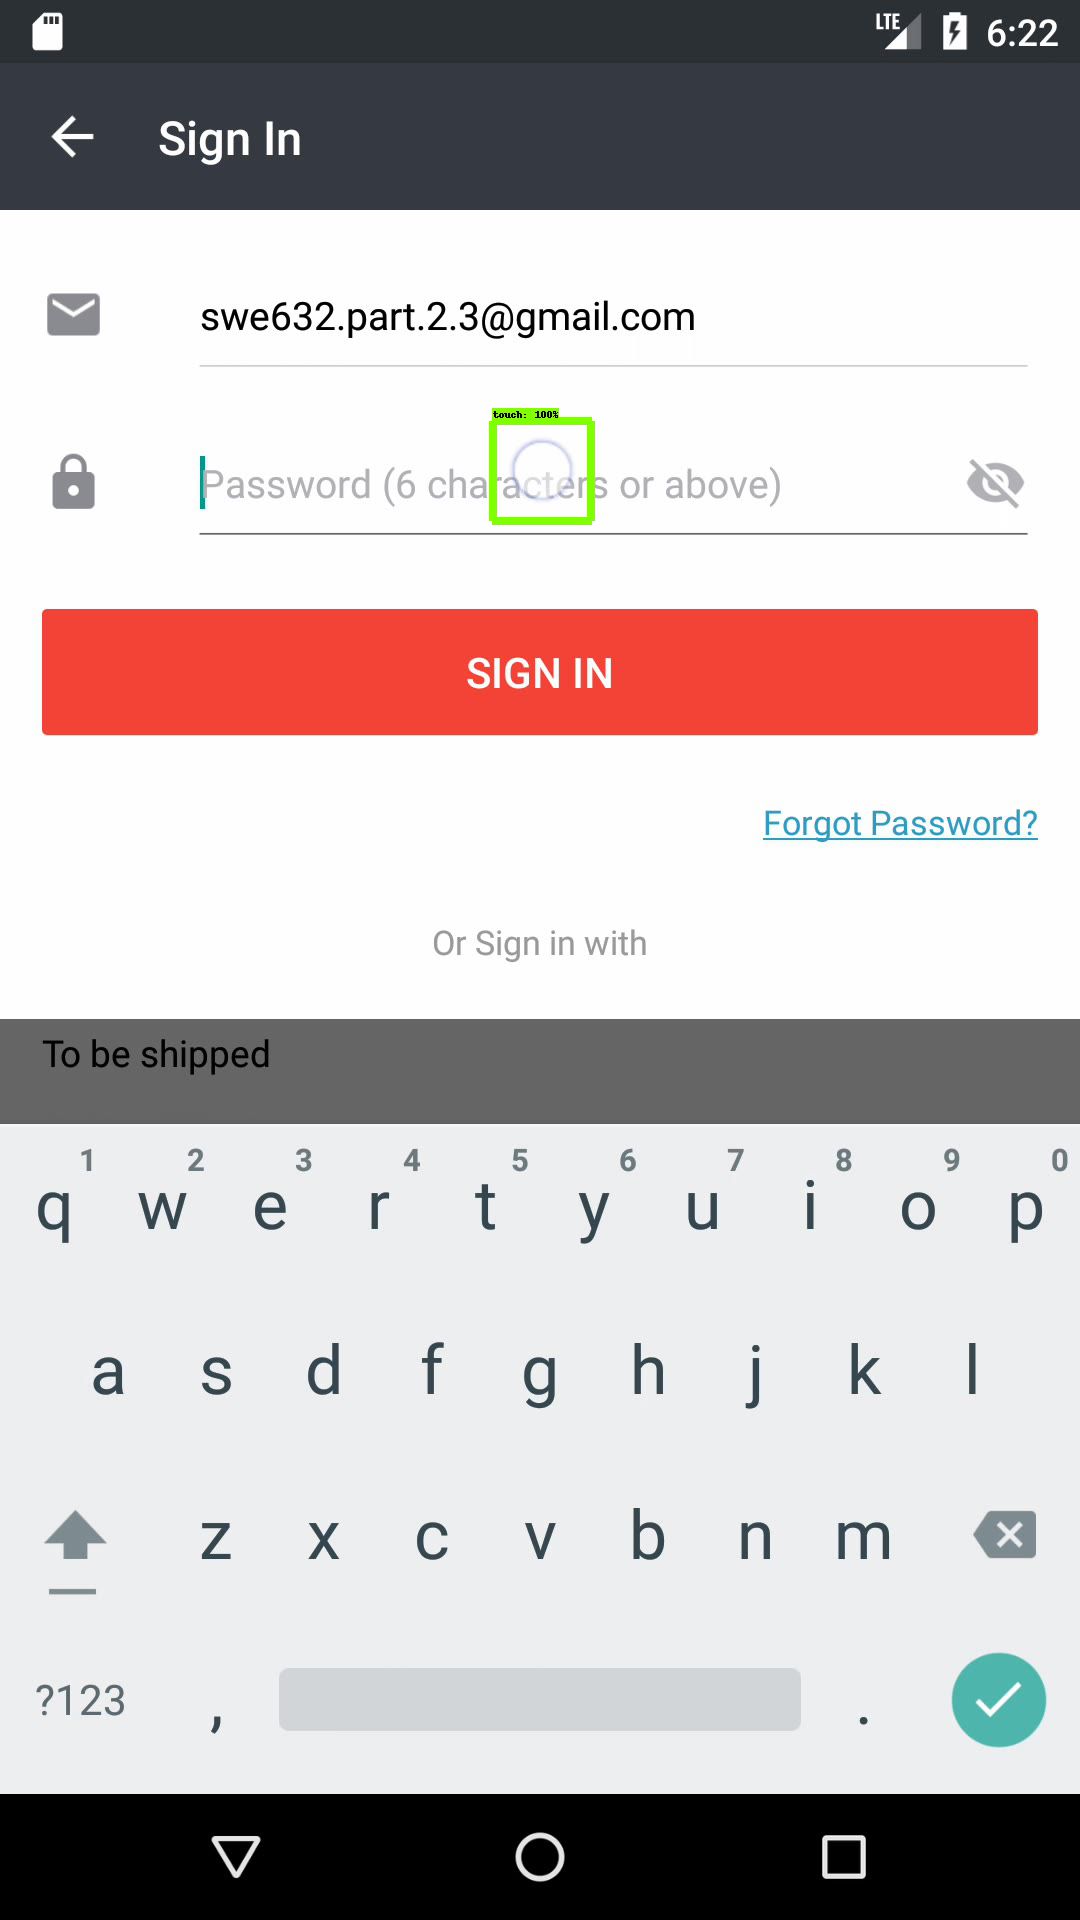 LTE 6:22
Sign In
swe632.part.2.3@gmail.com
touch: 100%
Password (6 characters or above)
SIGN IN
Forgot Password?
Or Sign in with
To be shipped
1 2 3 4 5 6 7 8 9 0
q w e r t y u i o p
a s d f g h j k l
z x c v b n m
?123 , .